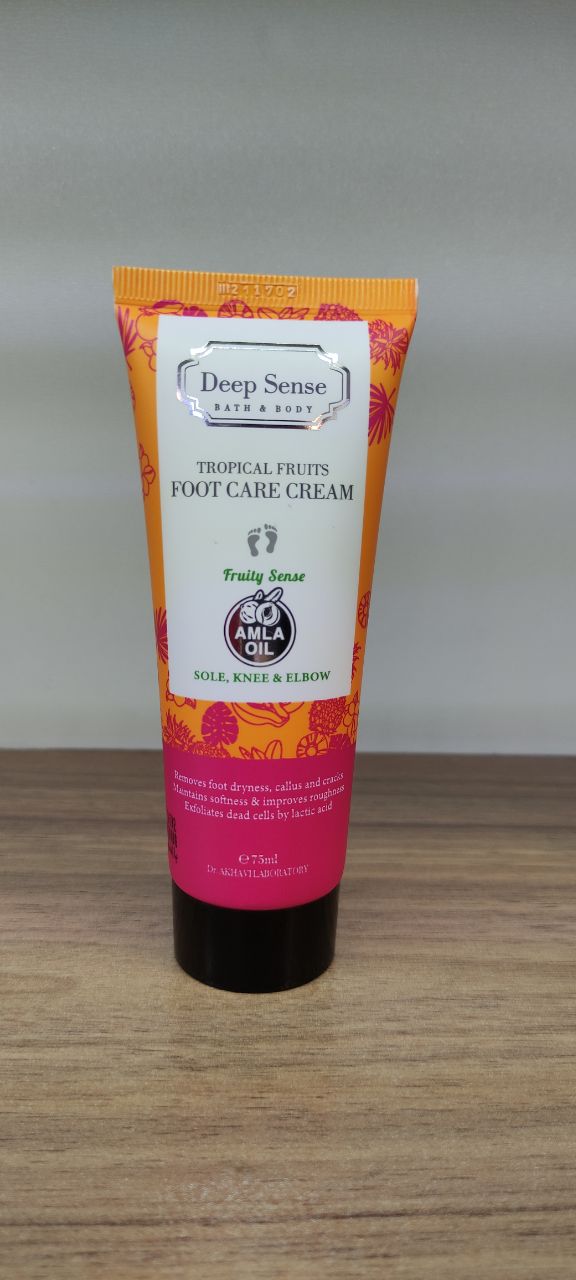 Deep Sense
BATH & BODY
TROPICAL FRUITS
FOOT CARE CREAM
Fruity Sense
AMLA
OIL
SOLE, KNEE & ELBOW
Removes foot dryness, callus and cracks
Maintains softness & improves roughness
Exfoliates dead cells by lactic acid
℮ 75ml
Dr. AKHAVI LABORATORY